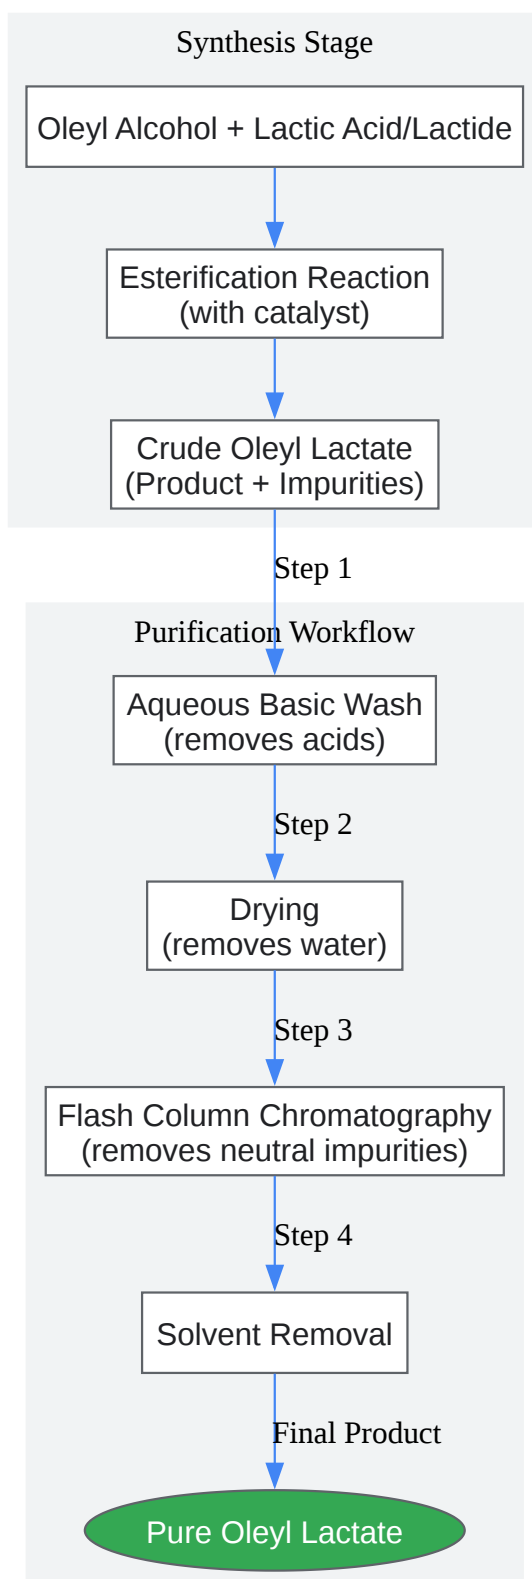 Synthesis Stage
Oleyl Alcohol + Lactic Acid/Lactide
Esterification Reaction
(with catalyst)
Crude Oleyl Lactate
(Product + Impurities)
Step 1
Purification Workflow
Aqueous Basic Wash
(removes acids)
Step 2
Drying
(removes water)
Step 3
Flash Column Chromatography
(removes neutral impurities)
Step 4
Solvent Removal
Final Product
Pure Oleyl Lactate